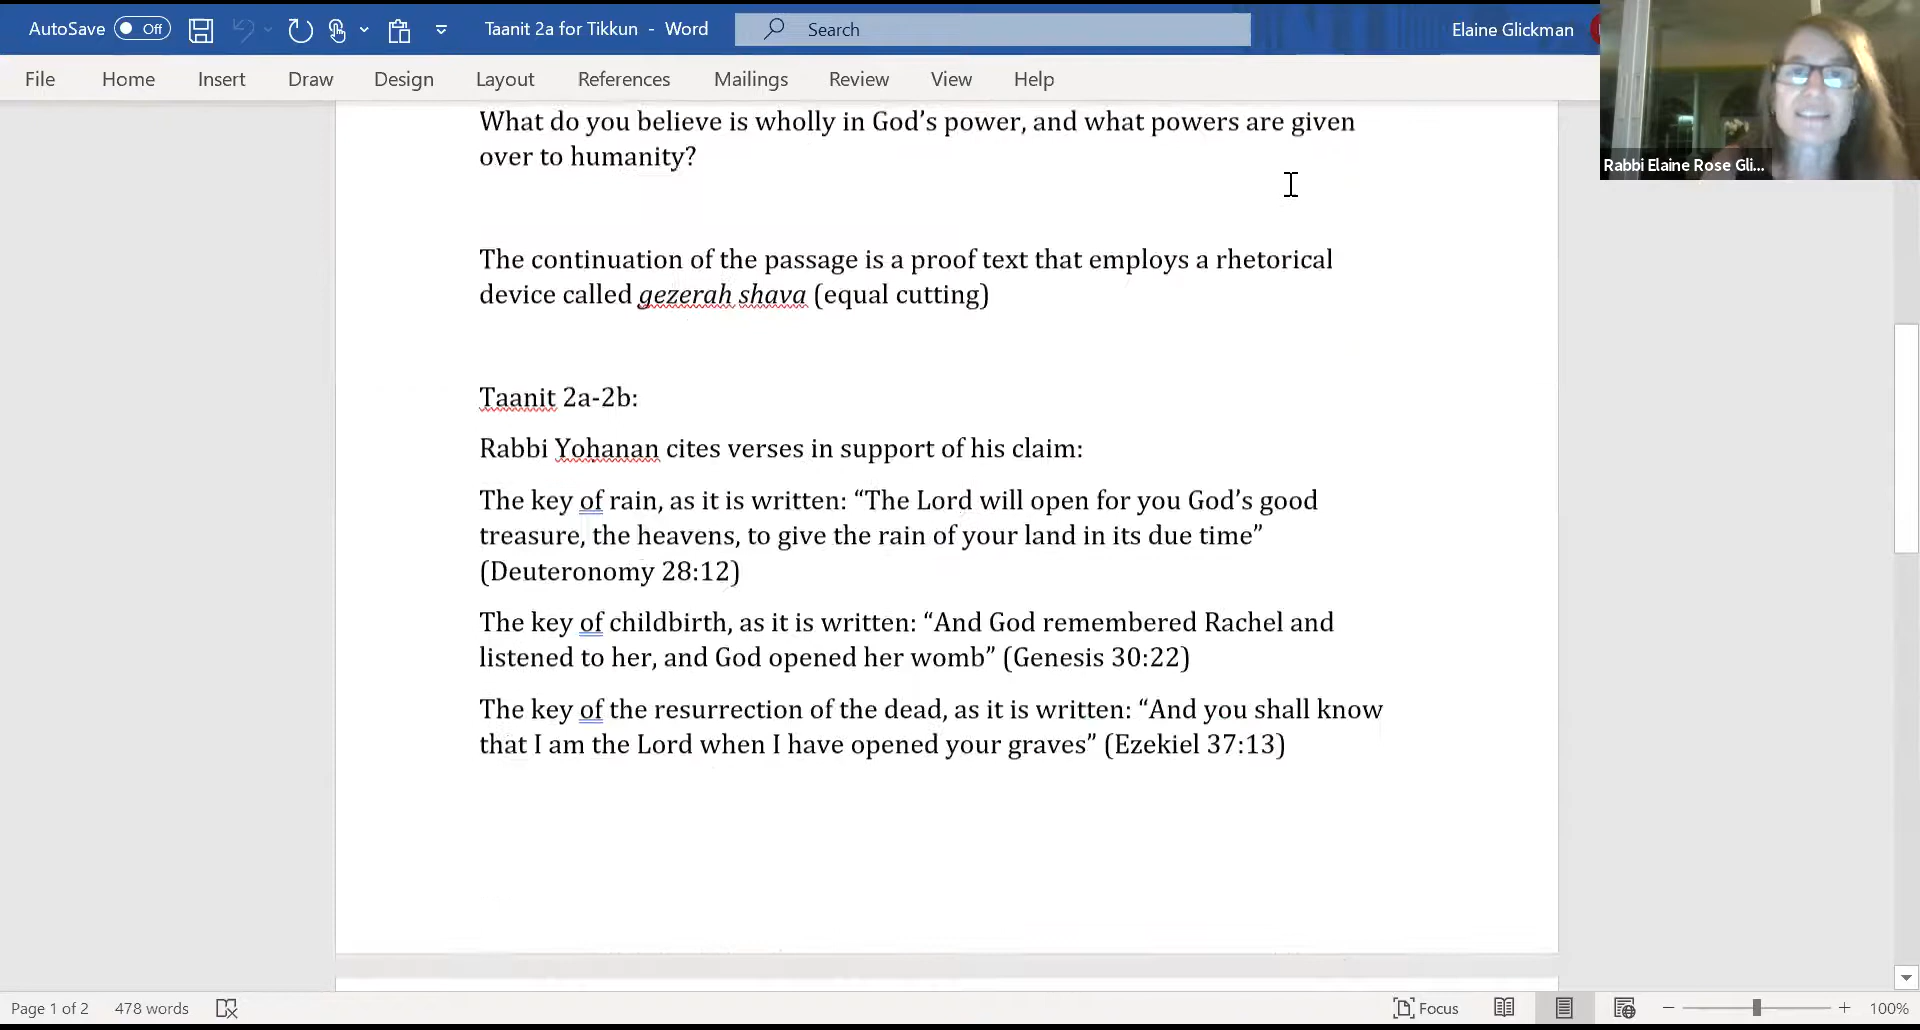 AutoSave Off Taanit 2a for Tikkun - Word Search Elaine Glickman
File Home Insert Draw Design Layout References Mailings Review View Help
Rabbi Elaine Rose Gli...
What do you believe is wholly in God’s power, and what powers are given
over to humanity?
The continuation of the passage is a proof text that employs a rhetorical
device called gezerah shava (equal cutting)
Taanit 2a-2b:
Rabbi Yohanan cites verses in support of his claim:
The key of rain, as it is written: “The Lord will open for you God’s good
treasure, the heavens, to give the rain of your land in its due time”
(Deuteronomy 28:12)
The key of childbirth, as it is written: “And God remembered Rachel and
listened to her, and God opened her womb” (Genesis 30:22)
The key of the resurrection of the dead, as it is written: “And you shall know
that I am the Lord when I have opened your graves” (Ezekiel 37:13)
Page 1 of 2 478 words Focus 100%